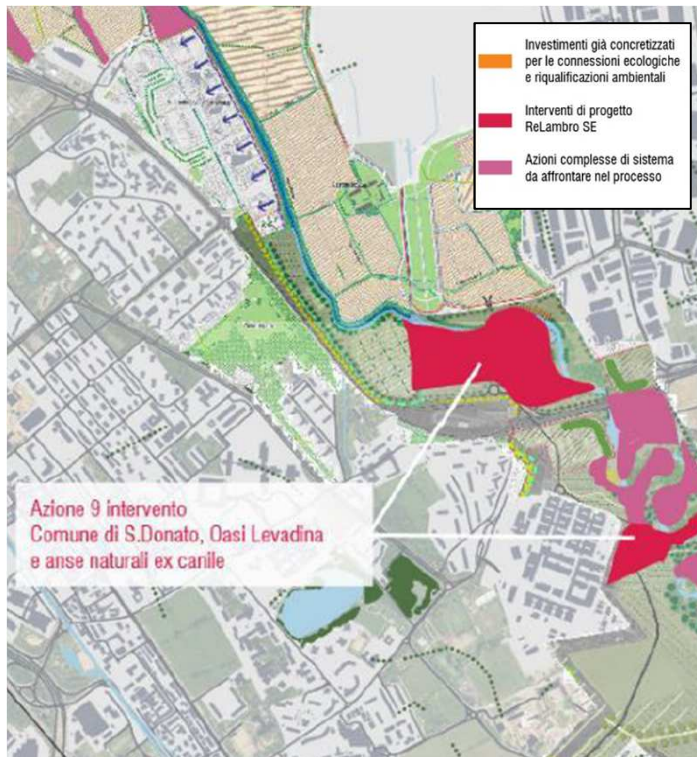 Investimenti già concretizzati
per le connessioni ecologiche
e riqualificazioni ambientali
Interventi di progetto
ReLambro SE
Azioni complesse di sistema
da affrontare nel processo
Azione 9 intervento
Comune di S.Donato, Oasi Levadina
e anse naturali ex canile